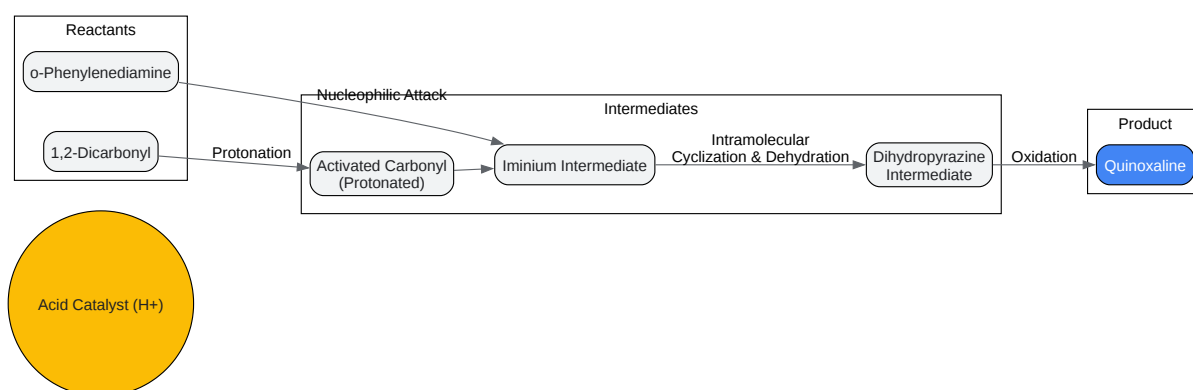 Reactants
o-Phenylenediamine
1,2-Dicarbonyl
Nucleophilic Attack
Protonation
Intermediates
Activated Carbonyl
(Protonated)
Iminium Intermediate
Intramolecular
Cyclization & Dehydration
Dihydropyrazine
Intermediate
Oxidation
Product
Quinoxaline
Acid Catalyst (H+)